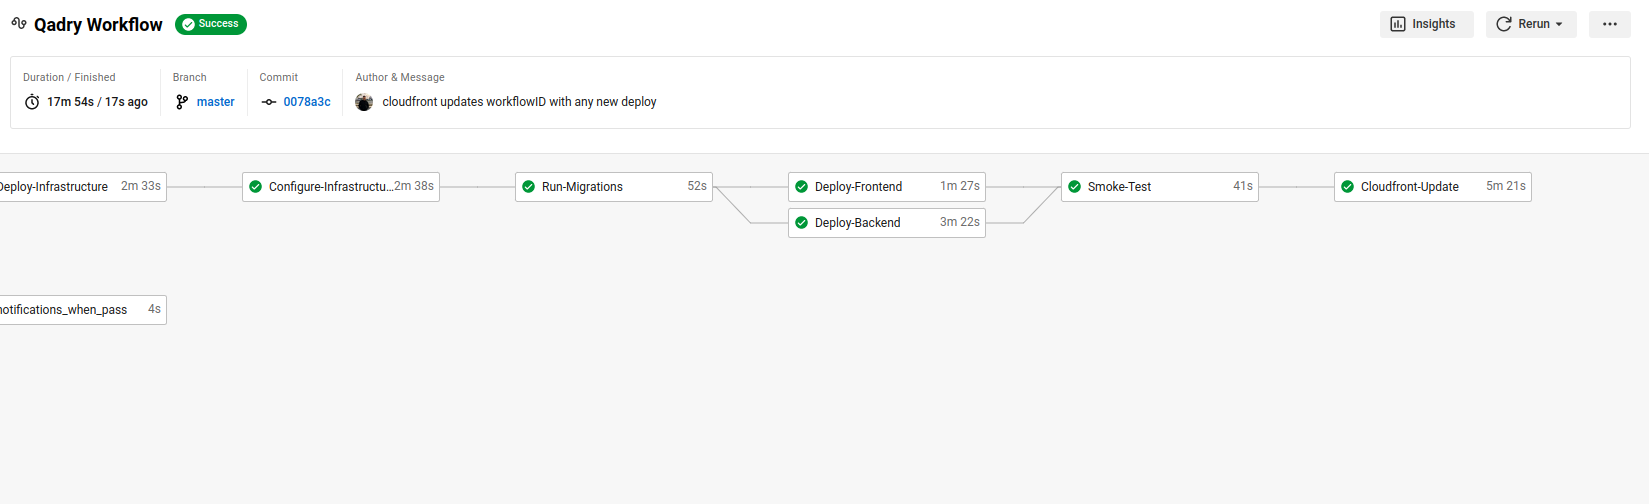 Qadry Workflow Success Insights Rerun
Duration / Finished Branch Commit Author & Message
17m 54s / 17s ago master 0078a3c cloudfront updates workflowID with any new deploy
Deploy-Infrastructure 2m 33s Configure-Infrastructu...2m 38s Run-Migrations 52s Deploy-Frontend 1m 27s Smoke-Test 41s Cloudfront-Update 5m 21s
Deploy-Backend 3m 22s
notifications_when_pass 4s